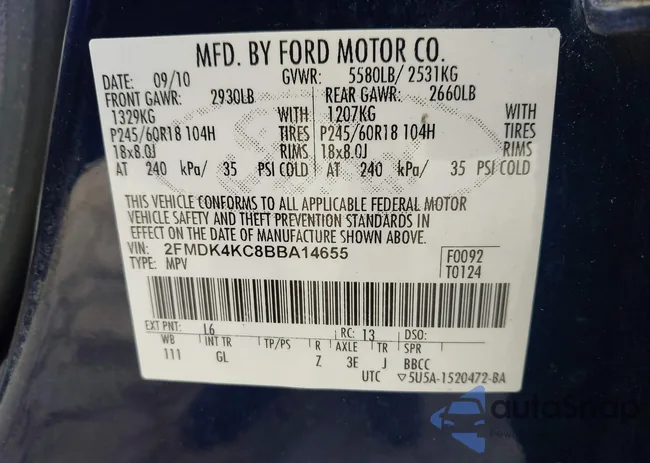 MFD. BY FORD MOTOR CO.
DATE: 09/10 GVWR: 5580LB/ 2531KG
FRONT GAWR: 2930LB REAR GAWR: 2660LB
1329KG WITH 1207KG WITH
P245/60R18 104H TIRES P245/60R18 104H TIRES
18x8.0J RIMS 18x8.0J RIMS
AT 240 kPa/ 35 PSI COLD AT 240 kPa/ 35 PSI COLD
THIS VEHICLE CONFORMS TO ALL APPLICABLE FEDERAL MOTOR
VEHICLE SAFETY AND THEFT PREVENTION STANDARDS IN
EFFECT ON THE DATE OF MANUFACTURE SHOWN ABOVE.
VIN: 2FMDK4KC8BBA14655 F0092
TYPE: MPV T0124
EXT PNT: L6 RC: 13 DSO:
WB INT TR TP/PS R AXLE TR SPR
111 GL Z 3E J BBCC
UTC ▽5U5A-1520472-BA
autoSnap